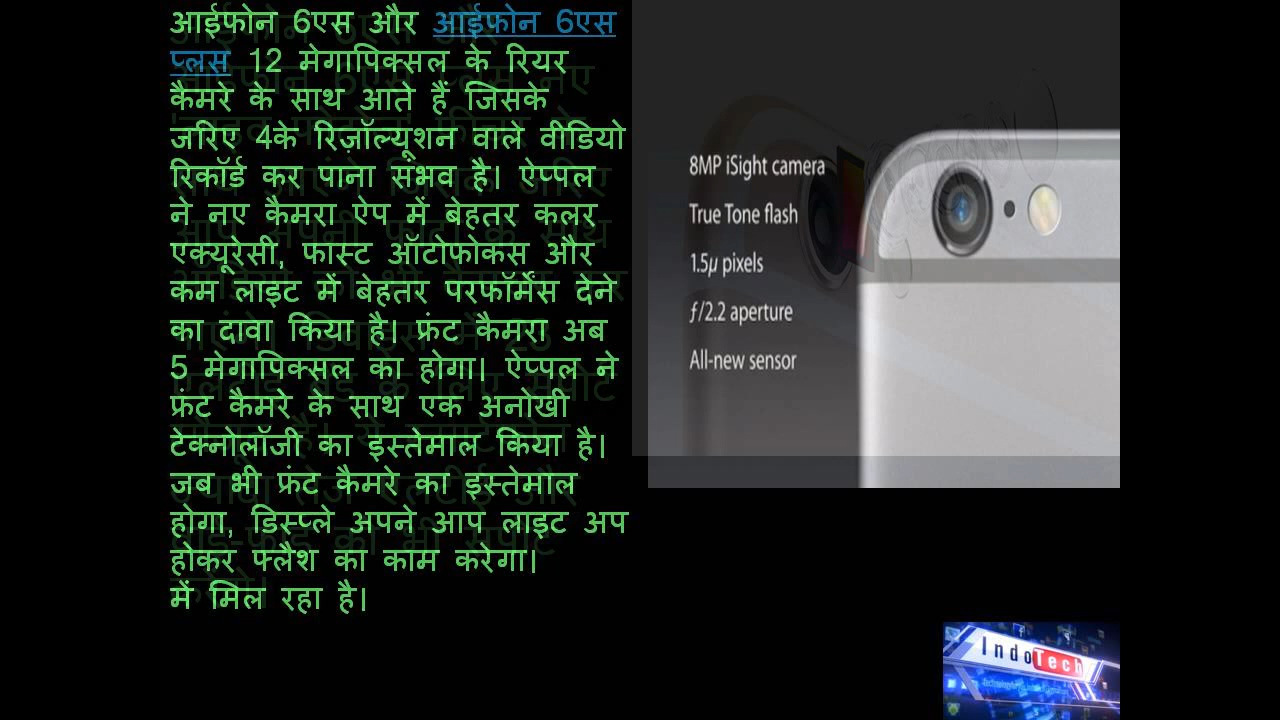 आईफोन 6एस और आईफोन 6एस
प्लस 12 मेगापिक्सल के रियर
कैमरे के साथ आते हैं जिसके
जरिए 4के रिज़ॉल्यूशन वाले वीडियो
रिकॉर्ड कर पाना संभव है। ऐप्पल
ने नए कैमरा ऐप में बेहतर कलर
एक्यूरेसी, फास्ट ऑटोफोकस और
कम लाइट में बेहतर परफॉर्मेंस देने
का दावा किया है। फ्रंट कैमरा अब
5 मेगापिक्सल का होगा। ऐप्पल ने
फ्रंट कैमरे के साथ एक अनोखी
टेक्नोलॉजी का इस्तेमाल किया है।
जब भी फ्रंट कैमरे का इस्तेमाल
होगा, डिस्प्ले अपने आप लाइट अप
होकर फ्लैश का काम करेगा।
में मिल रहा है।
8MP iSight camera
True Tone flash
1.5µ pixels
ƒ/2.2 aperture
All-new sensor
IndoTech